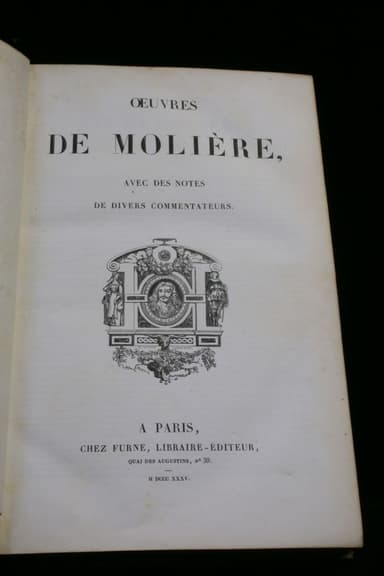 ŒUVRES
DE MOLIÈRE,
AVEC DES NOTES
DE DIVERS COMMENTATEURS.
A PARIS,
CHEZ FURNE, LIBRAIRE-ÉDITEUR,
QUAI DES AUGUSTINS, Nº 39.
M DCCC XXXV.